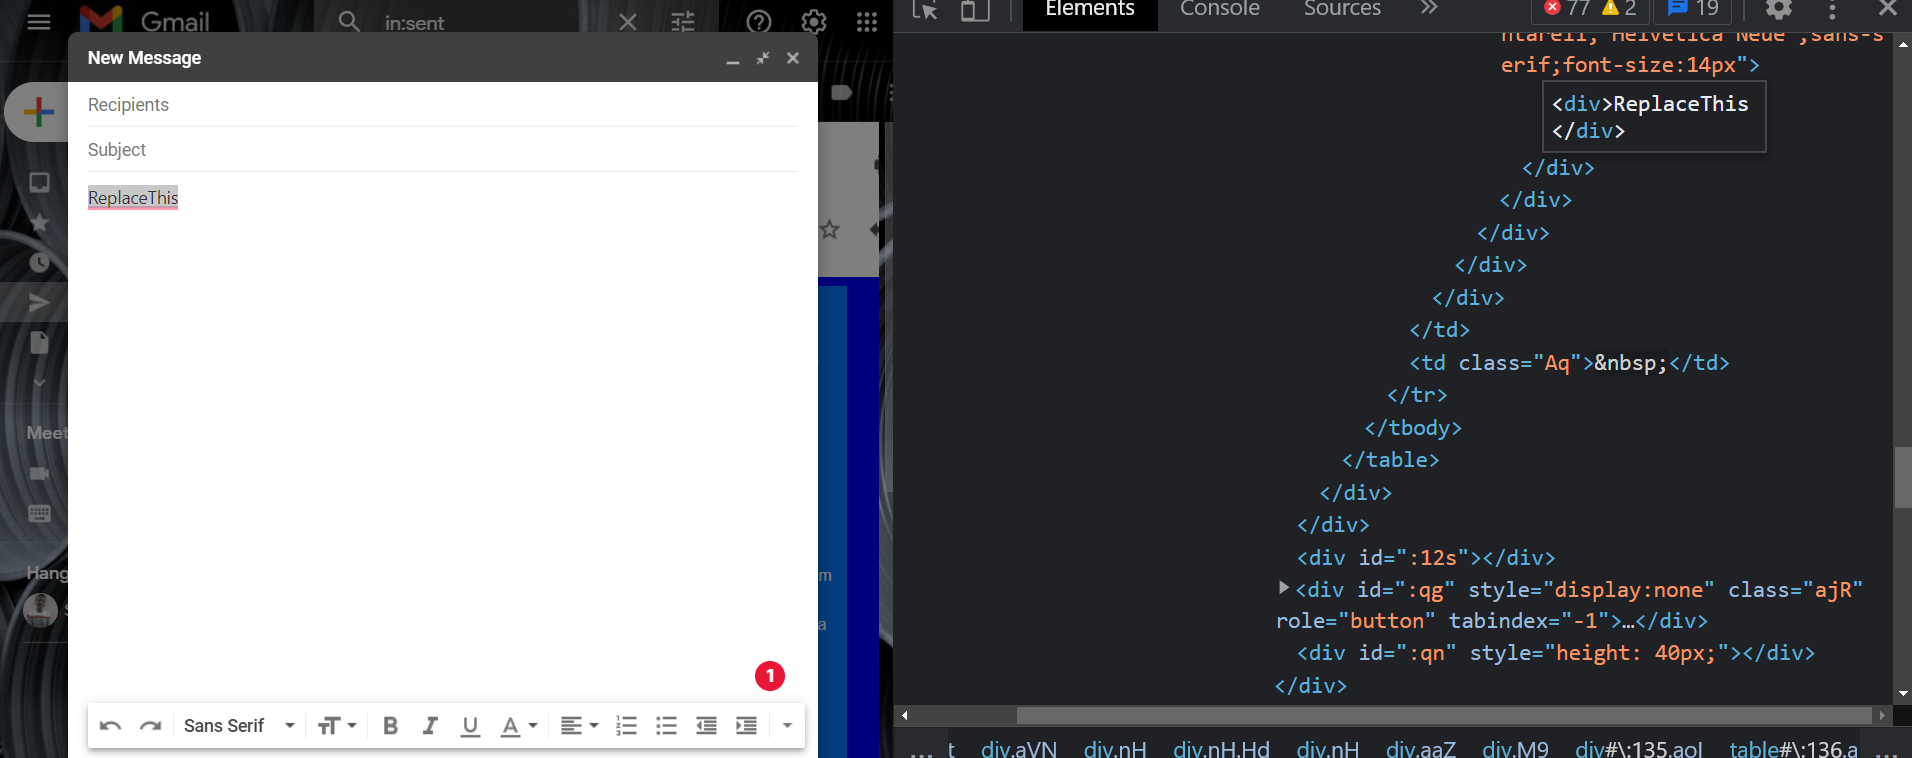 Gmail
in:sent
New Message
Recipients
Subject
ReplaceThis
Meet
Hang
m
a
1
Sans Serif
B I U A
Elements Console Sources »
77 2 19
ntarell,"Helvetica Neue",sans-s
erif;font-size:14px">
<div>ReplaceThis
</div>
</div>
</div>
</div>
</div>
</div>
</td>
<td class="Aq">&nbsp;</td>
</tr>
</tbody>
</table>
</div>
</div>
<div id=":12s"></div>
<div id=":qg" style="display:none" class="ajR"
role="button" tabindex="-1">…</div>
<div id=":qn" style="height: 40px;"></div>
</div>
... t div.aVN div.nH div.nH.Hd div.nH div.aaZ div.M9 div#\:135.aoI table#\:136.a ...